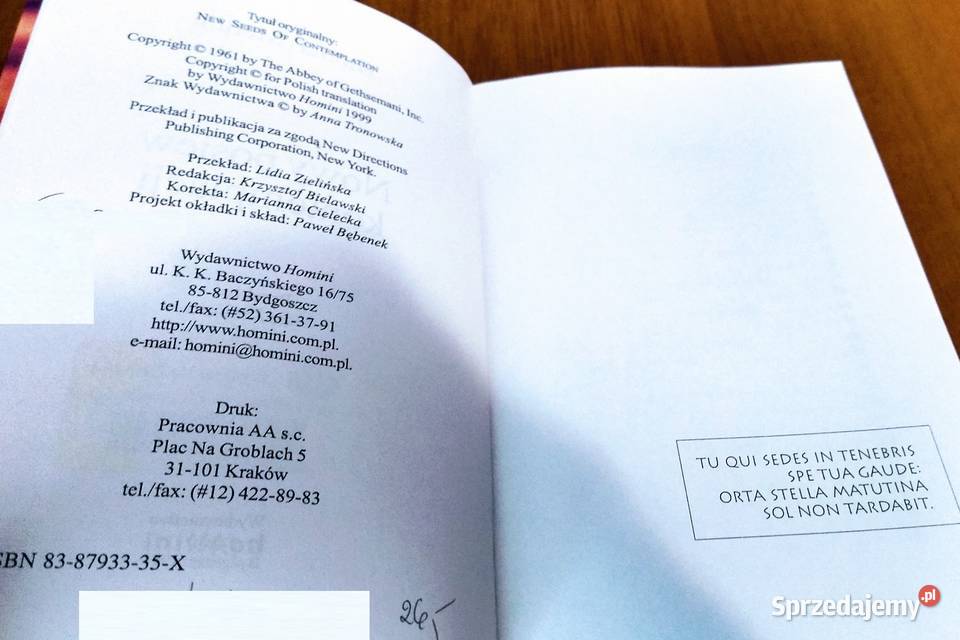 Tytuł oryginalny:
NEW SEEDS OF CONTEMPLATION
Copyright © 1961 by The Abbey of Gethsemani, Inc.
Copyright © for Polish translation
by Wydawnictwo Homini 1999
Znak Wydawnictwa © by Anna Tronowska
Przekład i publikacja za zgodą New Directions
Publishing Corporation, New York.
Przekład: Lidia Zielińska
Redakcja: Krzysztof Bielawski
Korekta: Marianna Cielecka
Projekt okładki i skład: Paweł Bębenek
Wydawnictwo Homini
ul. K. K. Baczyńskiego 16/75
85-812 Bydgoszcz
tel./fax: (#52) 361-37-91
http://www.homini.com.pl.
e-mail: homini@homini.com.pl.
Druk:
Pracownia AA s.c.
Plac Na Groblach 5
31-101 Kraków
tel./fax: (#12) 422-89-83
SBN 83-87933-35-X
26,-
TU QUI SEDES IN TENEBRIS
SPE TUA GAUDE:
ORTA STELLA MATUTINA
SOL NON TARDABIT.
Sprzedajemy.pl